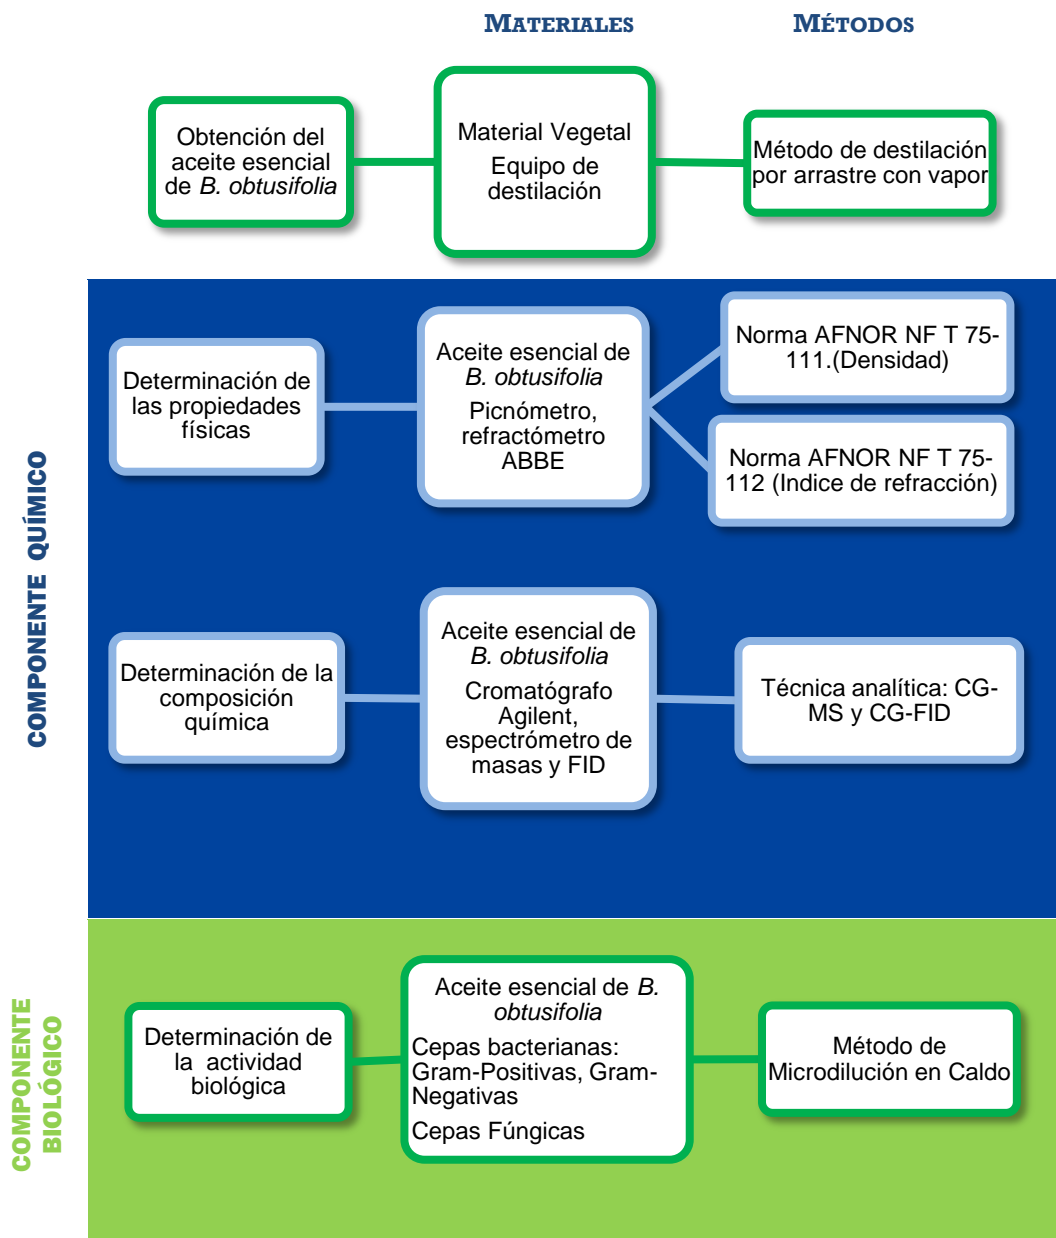 MATERIALES
MÉTODOS
Obtención del
aceite esencial
de B. obtusifolia
Material Vegetal
Equipo de
destilación
Método de destilación
por arrastre con vapor
COMPONENTE QUÍMICO
Determinación de
las propiedades
físicas
Aceite esencial de
B. obtusifolia
Picnómetro,
refractómetro
ABBE
Norma AFNOR NF T 75-
111.(Densidad)
Norma AFNOR NF T 75-
112 (Indice de refracción)
Determinación de la
composición
química
Aceite esencial de
B. obtusifolia
Cromatógrafo
Agilent,
espectrómetro de
masas y FID
Técnica analítica: CG-
MS y CG-FID
COMPONENTE
BIOLÓGICO
Determinación de
la actividad
biológica
Aceite esencial de B.
obtusifolia
Cepas bacterianas:
Gram-Positivas, Gram-
Negativas
Cepas Fúngicas
Método de
Microdilución en Caldo